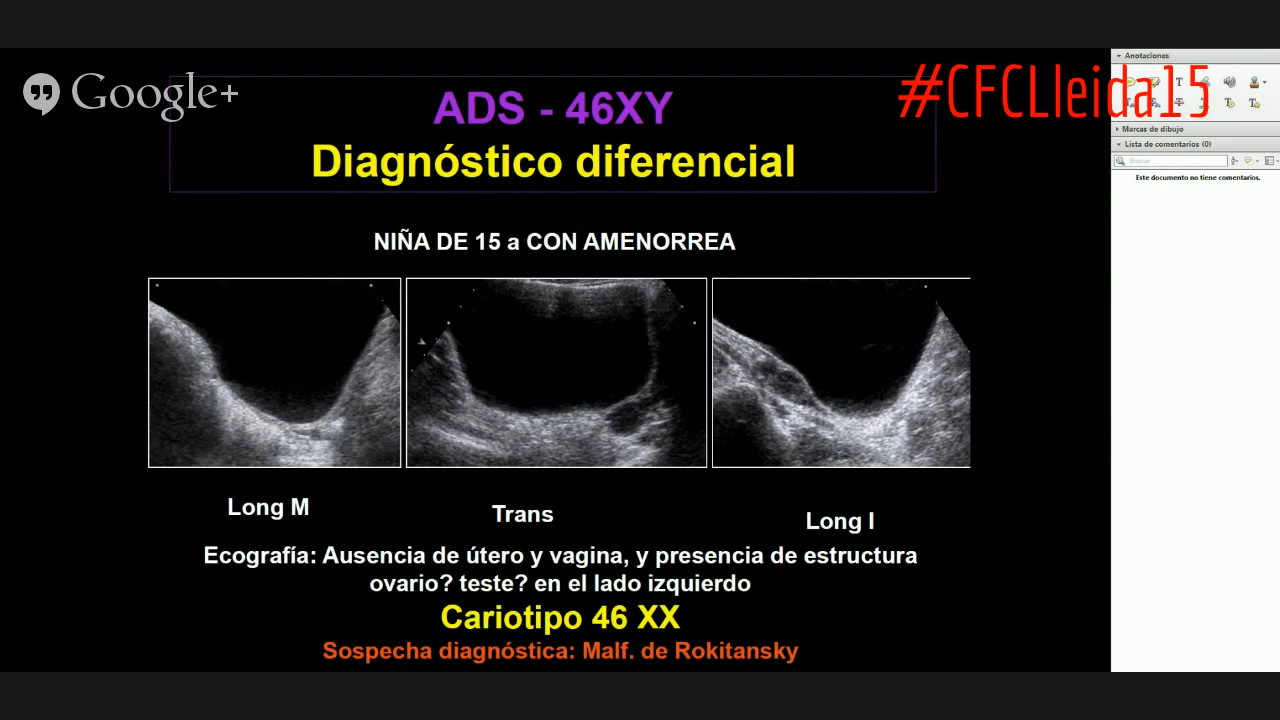 Google+
#CFCLleida15
ADS - 46XY
Diagnóstico diferencial
NIÑA DE 15 a CON AMENORREA
Long M
Trans
Long I
Ecografía: Ausencia de útero y vagina, y presencia de estructura
ovario? teste? en el lado izquierdo
Cariotipo 46 XX
Sospecha diagnóstica: Malf. de Rokitansky
Anotaciones
Marcas de dibujo
Lista de comentarios (0)
Buscar
Este documento no tiene comentarios.